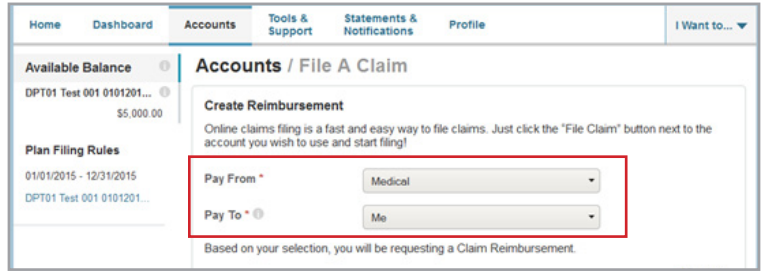 Home Dashboard Accounts Tools & Support Statements & Notifications Profile I Want to...
Available Balance
DPT01 Test 001 0101201...
$5,000.00
Plan Filing Rules
01/01/2015 - 12/31/2015
DPT01 Test 001 0101201...
Accounts / File A Claim
Create Reimbursement
Online claims filing is a fast and easy way to file claims. Just click the "File Claim" button next to the
account you wish to use and start filing!
Pay From * Medical
Pay To * Me
Based on your selection, you will be requesting a Claim Reimbursement.